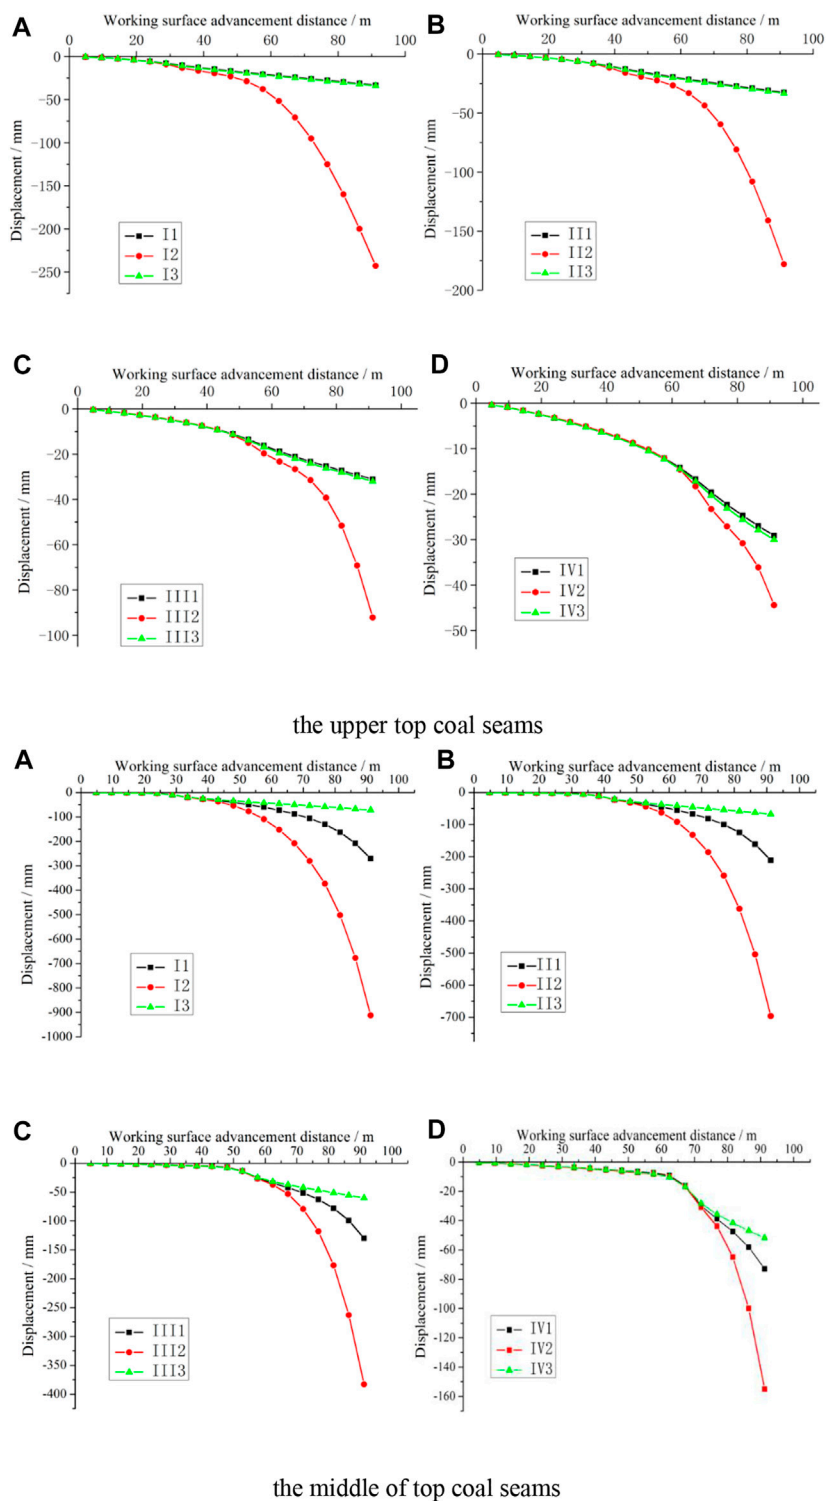 A
Working surface advancement distance / m
0 20 40 60 80 100
0
−50
−100
−150
−200
−250
Displacement / mm
I1
I2
I3
B
Working surface advancement distance / m
0 20 40 60 80 100
0
−50
−100
−150
−200
Displacement / mm
II1
II2
II3
C
Working surface advancement distance / m
0 20 40 60 80 100
0
−20
−40
−60
−80
−100
Displacement / mm
III1
III2
III3
D
Working surface advancement distance / m
0 20 40 60 80 100
0
−10
−20
−30
−40
−50
Displacement / mm
IV1
IV2
IV3
the upper top coal seams
A
Working surface advancement distance / m
0 10 20 30 40 50 60 70 80 90 100
0
-100
-200
-300
-400
-500
-600
-700
-800
-900
-1000
Displacement / mm
I1
I2
I3
B
Working surface advancement distance / m
0 10 20 30 40 50 60 70 80 90 100
0
-100
-200
-300
-400
-500
-600
-700
Displacement / mm
II1
II2
II3
C
Working surface advancement distance / m
0 10 20 30 40 50 60 70 80 90 100
0
-50
-100
-150
-200
-250
-300
-350
-400
Displacement / mm
III1
III2
III3
D
Working surface advancement distance / m
0 10 20 30 40 50 60 70 80 90 100
0
-20
-40
-60
-80
-100
-120
-140
-160
Displacement / mm
IV1
IV2
IV3
the middle of top coal seams